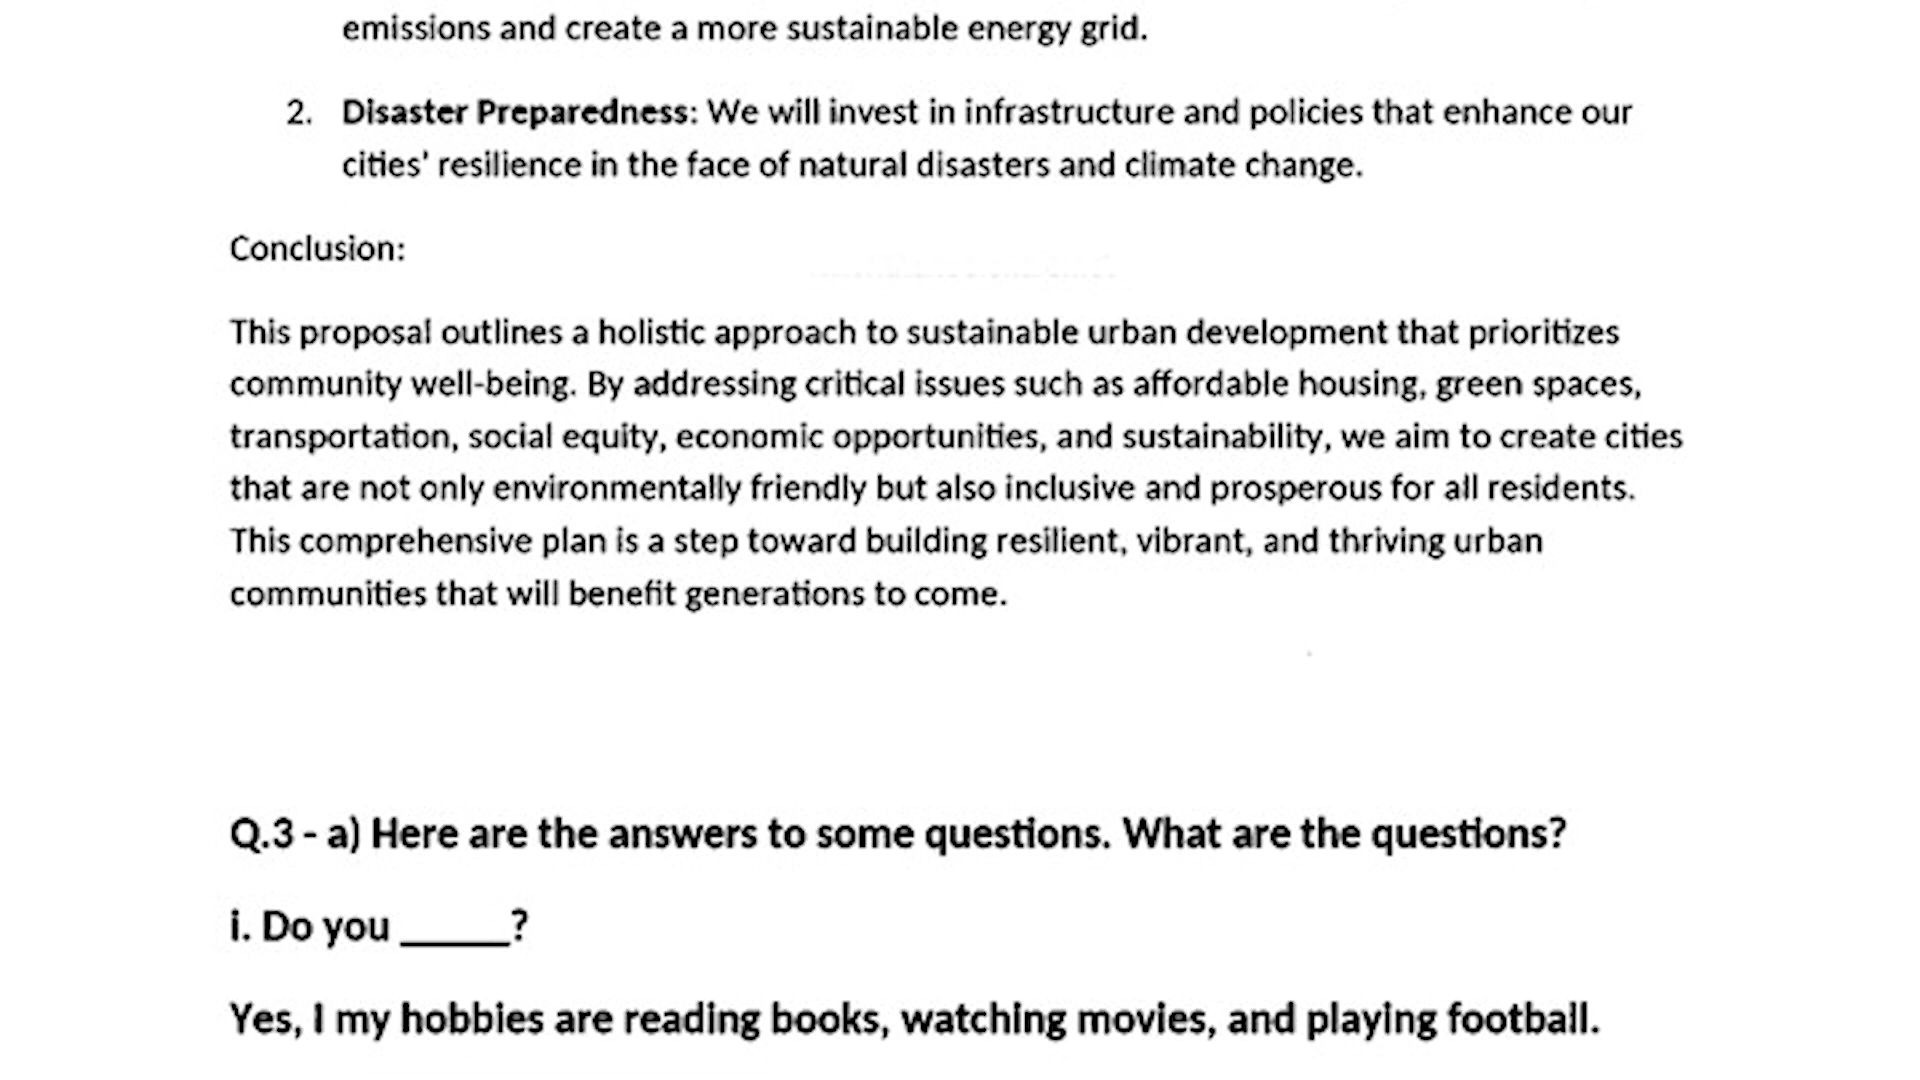 emissions and create a more sustainable energy grid.
2. Disaster Preparedness: We will invest in infrastructure and policies that enhance our
cities' resilience in the face of natural disasters and climate change.
Conclusion:
This proposal outlines a holistic approach to sustainable urban development that prioritizes
community well-being. By addressing critical issues such as affordable housing, green spaces,
transportation, social equity, economic opportunities, and sustainability, we aim to create cities
that are not only environmentally friendly but also inclusive and prosperous for all residents.
This comprehensive plan is a step toward building resilient, vibrant, and thriving urban
communities that will benefit generations to come.
Q.3 - a) Here are the answers to some questions. What are the questions?
i. Do you _____?
Yes, I my hobbies are reading books, watching movies, and playing football.